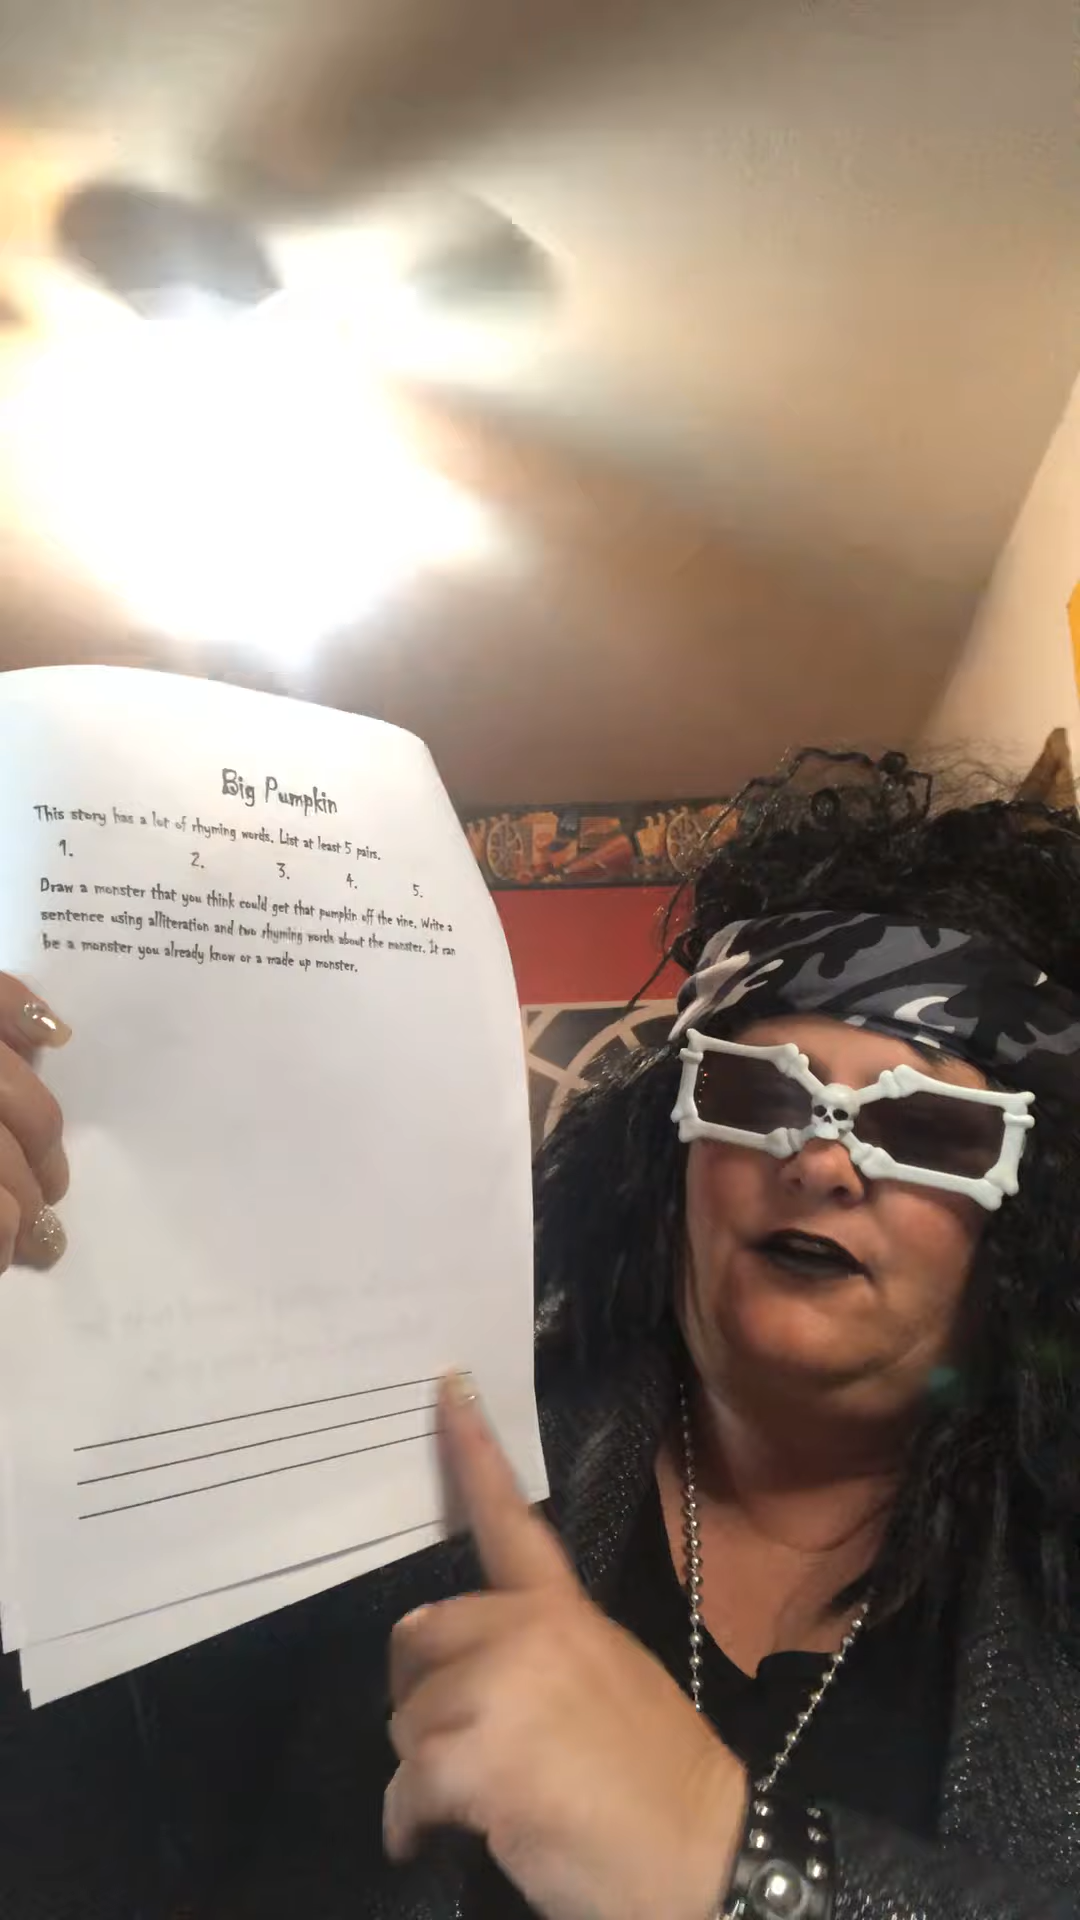 Big Pumpkin
This story has a lot of rhyming words. List at least 5 pairs.
1. 2. 3. 4. 5.
Draw a monster that you think could get that pumpkin off the vine. Write a
sentence using alliteration and two rhyming words about the monster. It can
be a monster you already know or a made up monster.